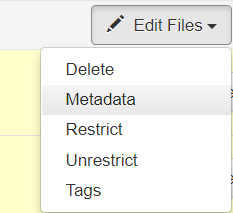 Edit Files
Delete
Metadata
Restrict
Unrestrict
Tags